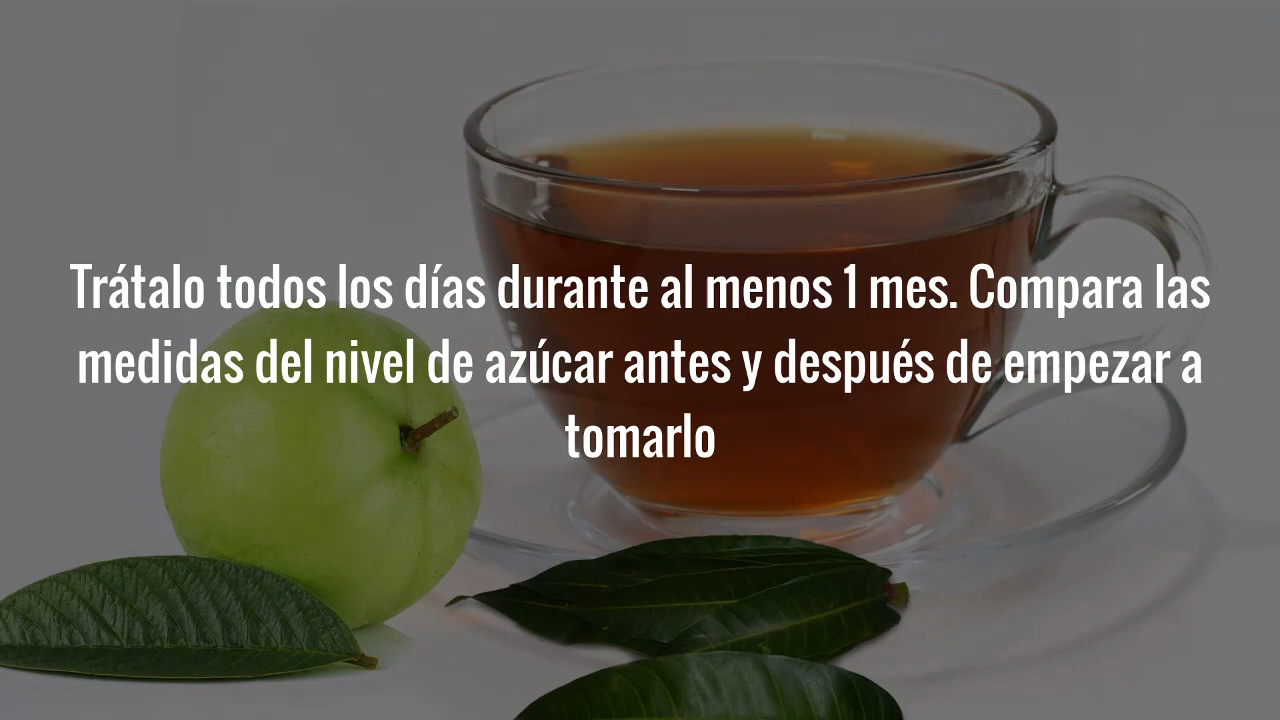 Trátalo todos los días durante al menos 1 mes. Compara las
medidas del nivel de azúcar antes y después de empezar a
tomarlo